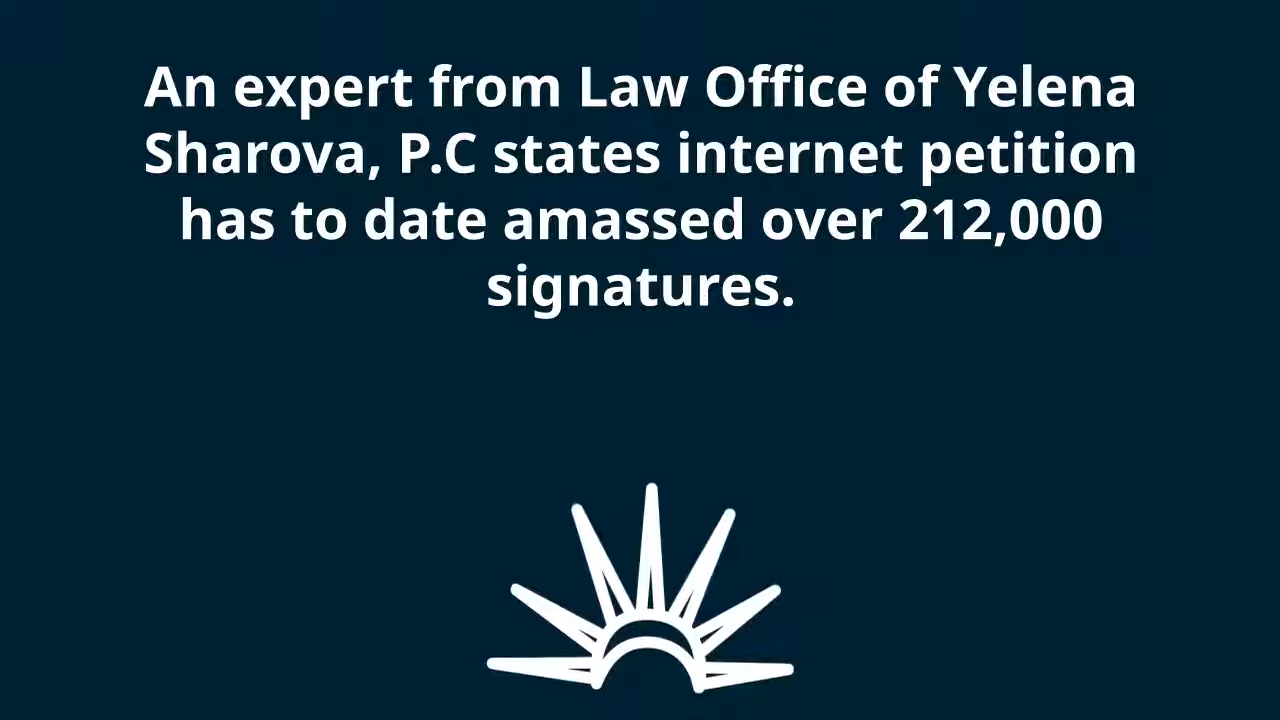 An expert from Law Office of Yelena
Sharova, P.C states internet petition
has to date amassed over 212,000
signatures.